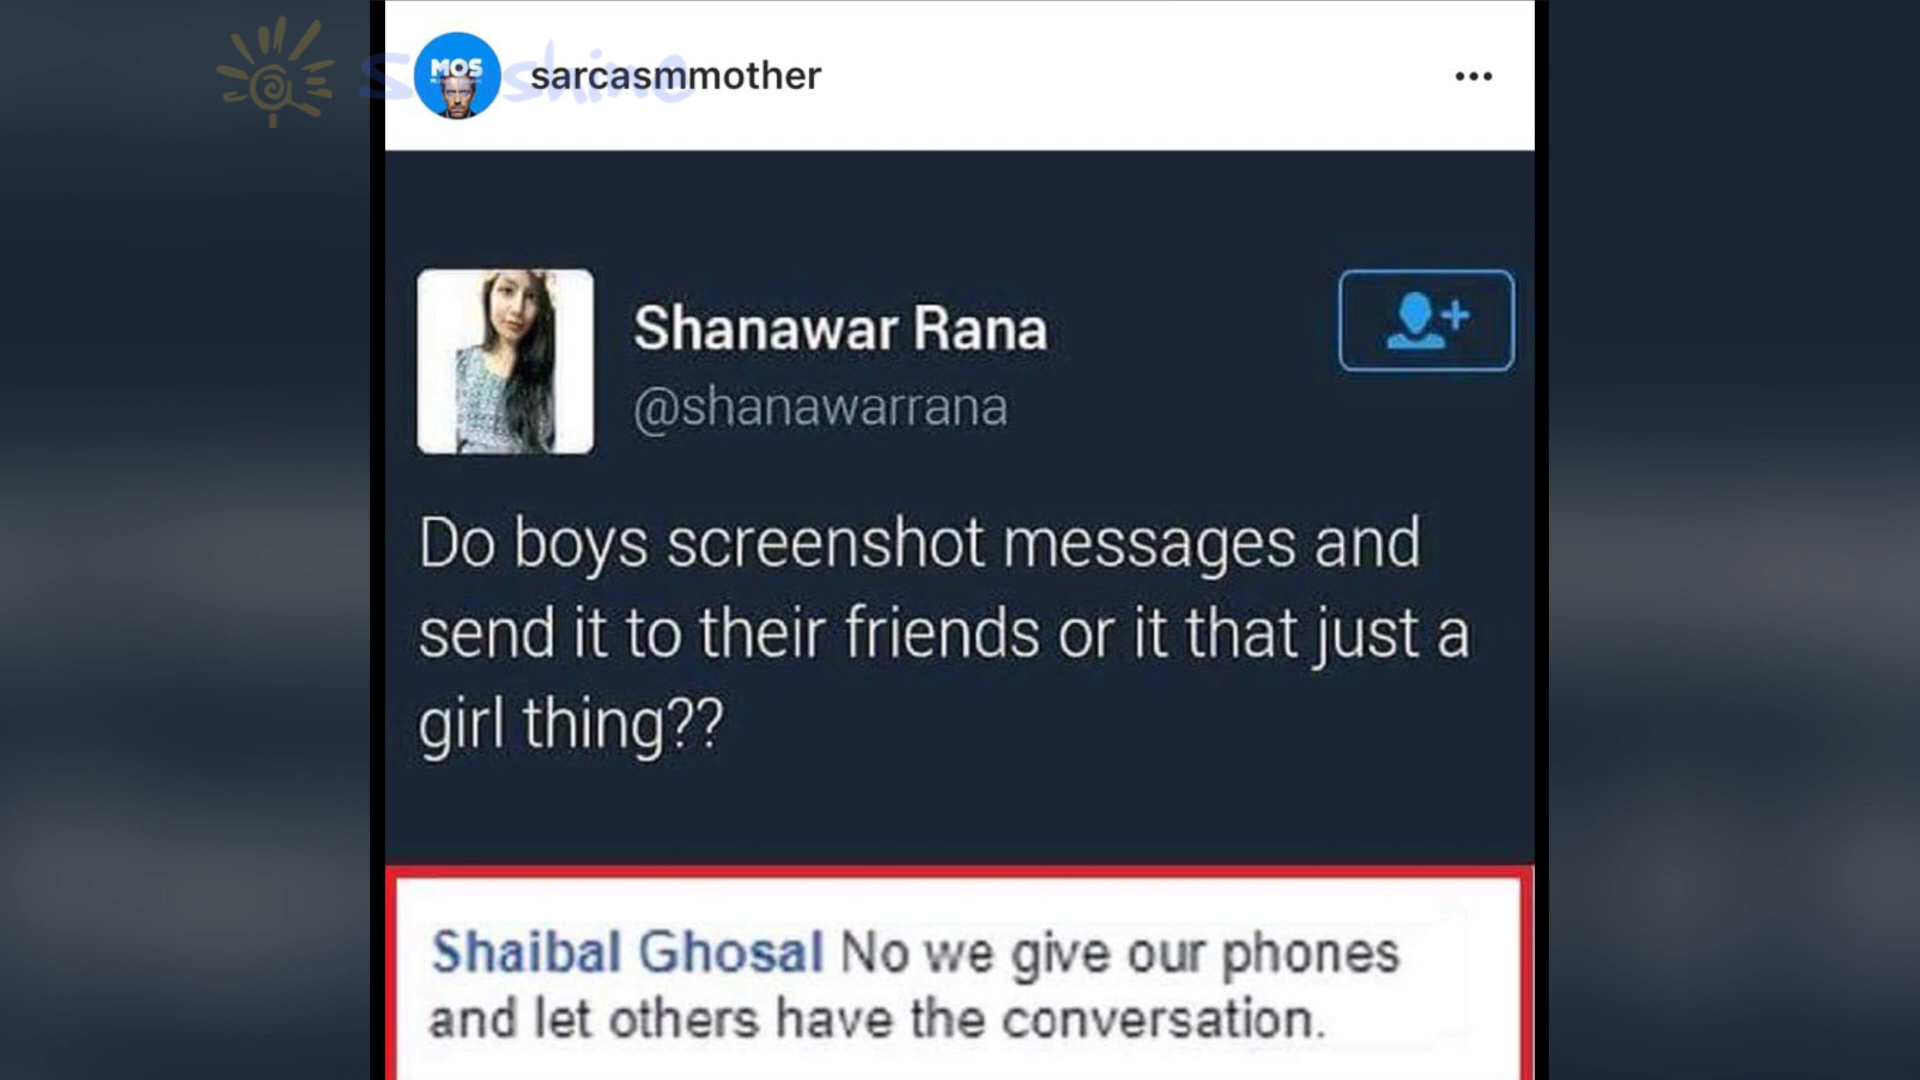 sunshine
MOS
sarcasmmother
Shanawar Rana
@shanawarrana
Do boys screenshot messages and
send it to their friends or it that just a
girl thing??
Shaibal Ghosal No we give our phones
and let others have the conversation.